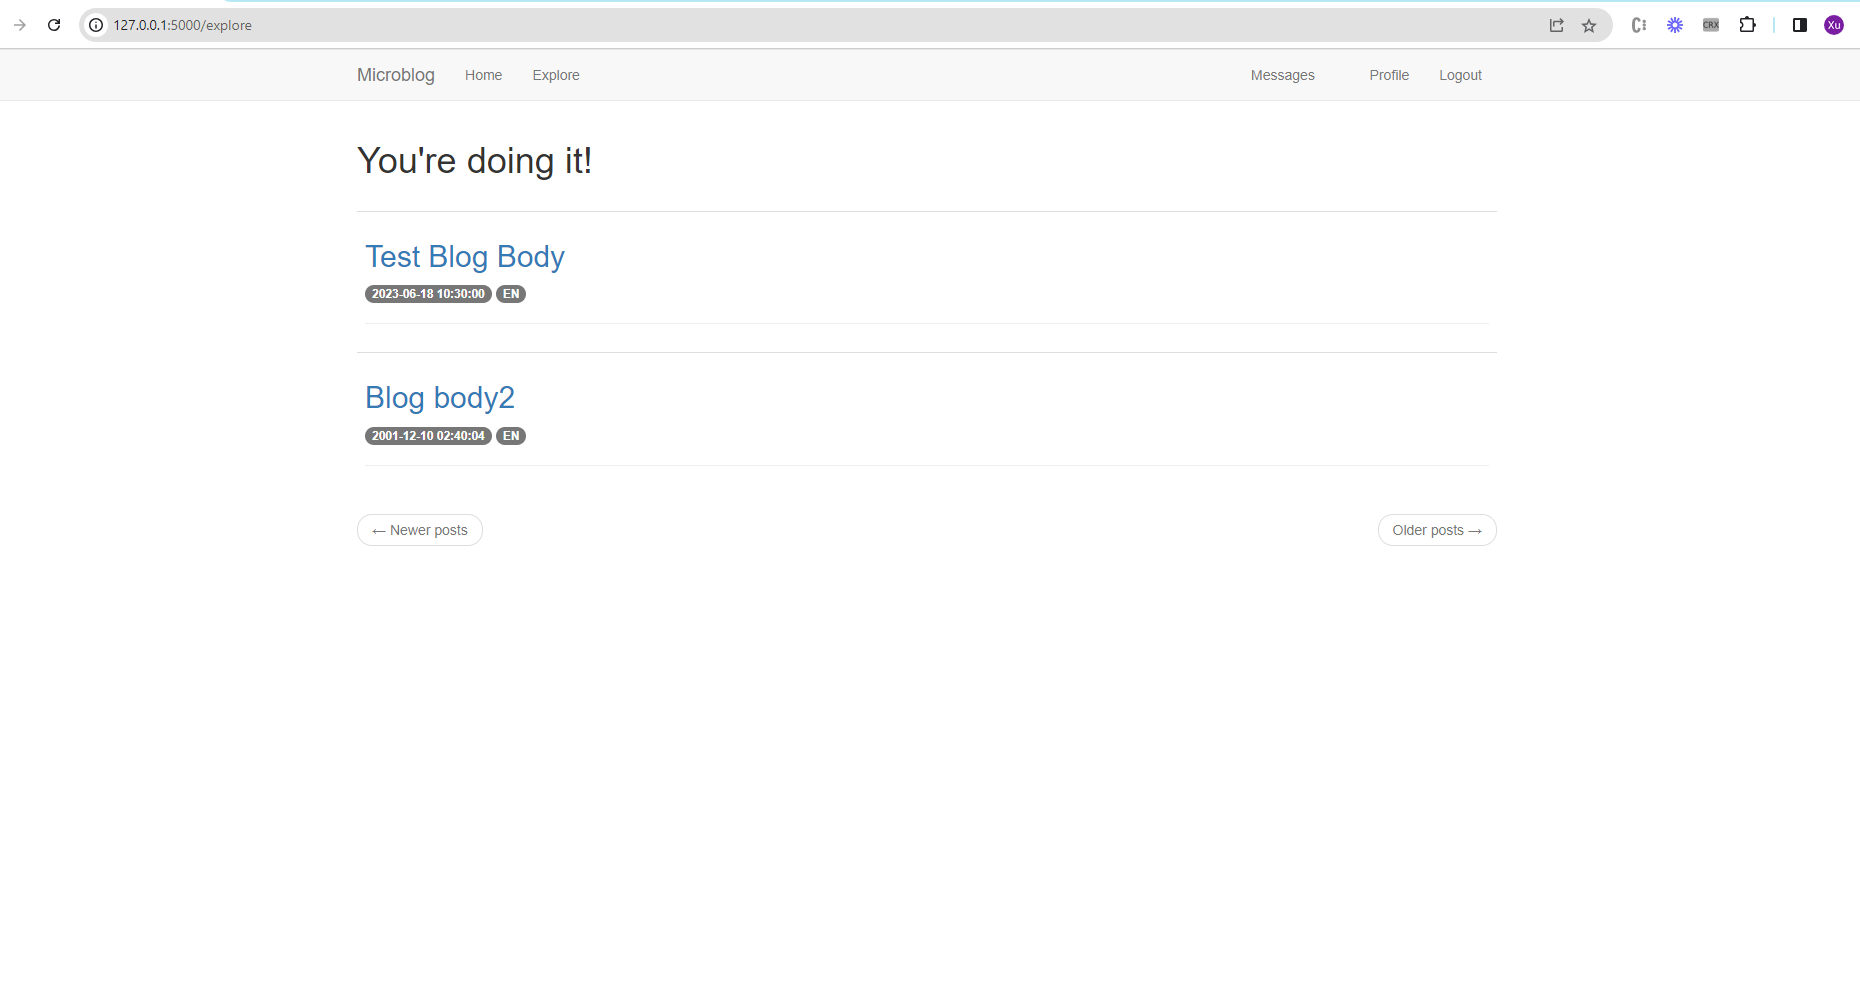 127.0.0.1:5000/explore
CRX
Xu
Microblog Home Explore Messages Profile Logout
You're doing it!
Test Blog Body
2023-06-18 10:30:00 EN
Blog body2
2001-12-10 02:40:04 EN
← Newer posts Older posts →